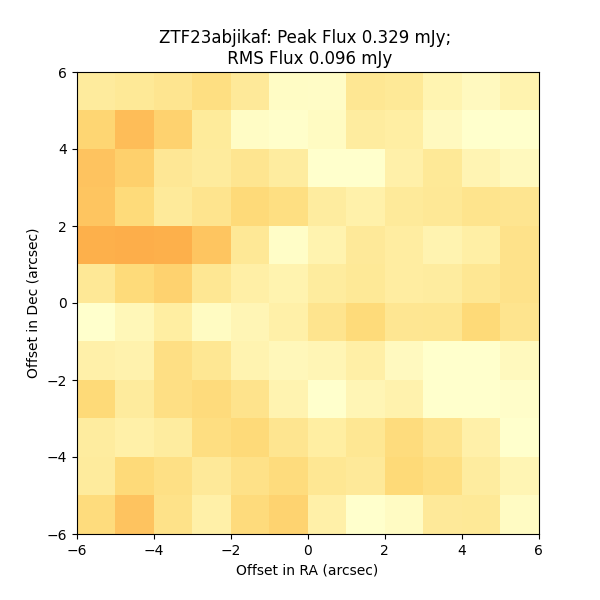 ZTF23abjikaf: Peak Flux 0.329 mJy;
RMS Flux 0.096 mJy
6
4
2
0
−2
−4
−6
Offset in Dec (arcsec)
−6 −4 −2 0 2 4 6
Offset in RA (arcsec)